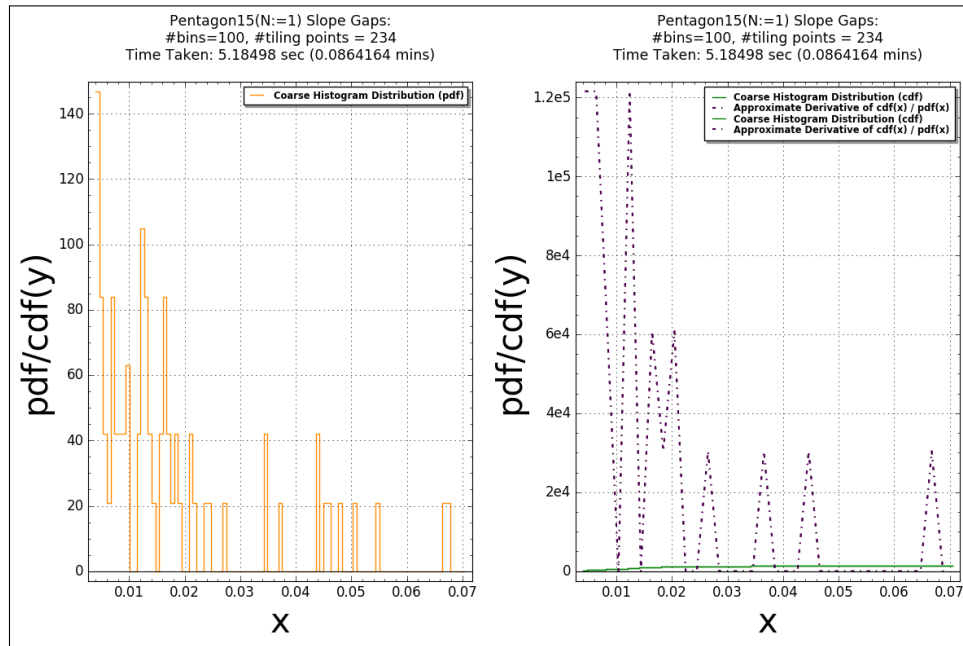 Pentagon15(N:=1) Slope Gaps:
#bins=100, #tiling points = 234
Time Taken: 5.18498 sec (0.0864164 mins)
Coarse Histogram Distribution (pdf)
140
120
100
80
60
40
20
0
0.01 0.02 0.03 0.04 0.05 0.06 0.07
pdf/cdf(y)
x
Pentagon15(N:=1) Slope Gaps:
#bins=100, #tiling points = 234
Time Taken: 5.18498 sec (0.0864164 mins)
Coarse Histogram Distribution (cdf)
Approximate Derivative of cdf(x) / pdf(x)
Coarse Histogram Distribution (cdf)
Approximate Derivative of cdf(x) / pdf(x)
1.2e5
1e5
8e4
6e4
4e4
2e4
0
0.01 0.02 0.03 0.04 0.05 0.06 0.07
pdf/cdf(y)
x